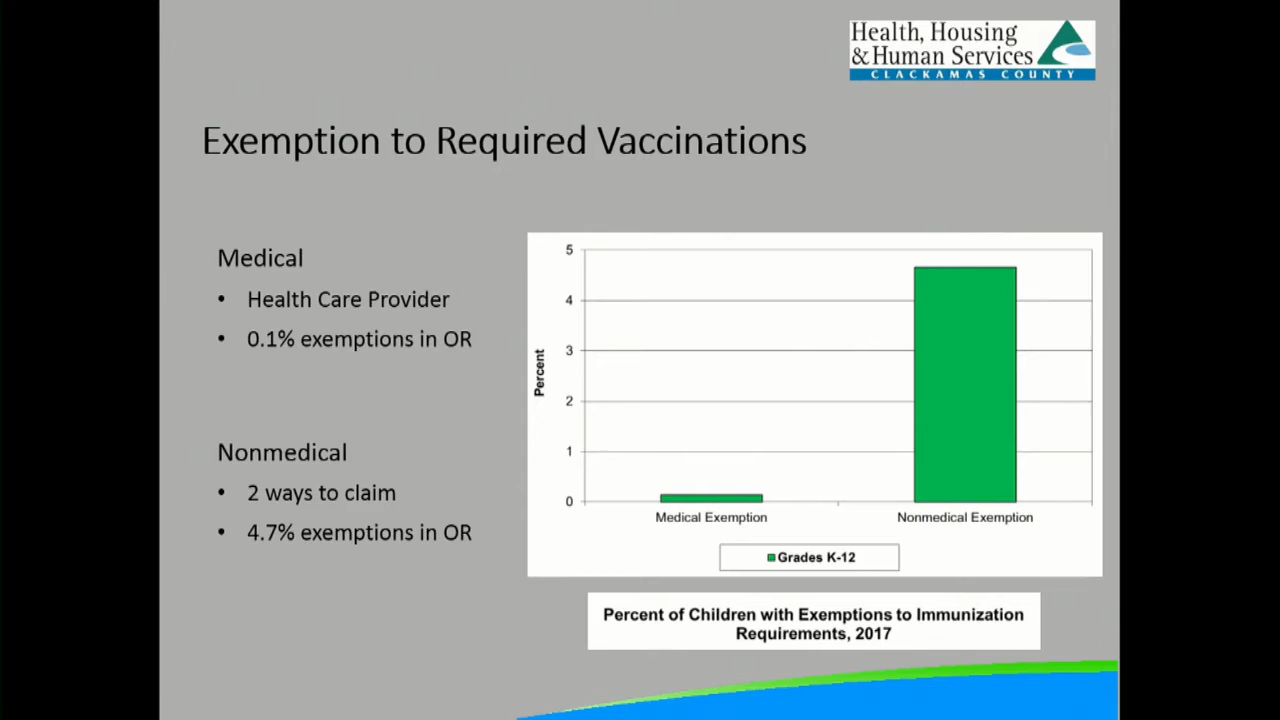 Health, Housing
& Human Services
CLACKAMAS COUNTY
Exemption to Required Vaccinations
Medical
• Health Care Provider
• 0.1% exemptions in OR
Nonmedical
• 2 ways to claim
• 4.7% exemptions in OR
5
4
3
2
1
0
Percent
Medical Exemption
Nonmedical Exemption
Grades K-12
Percent of Children with Exemptions to Immunization
Requirements, 2017